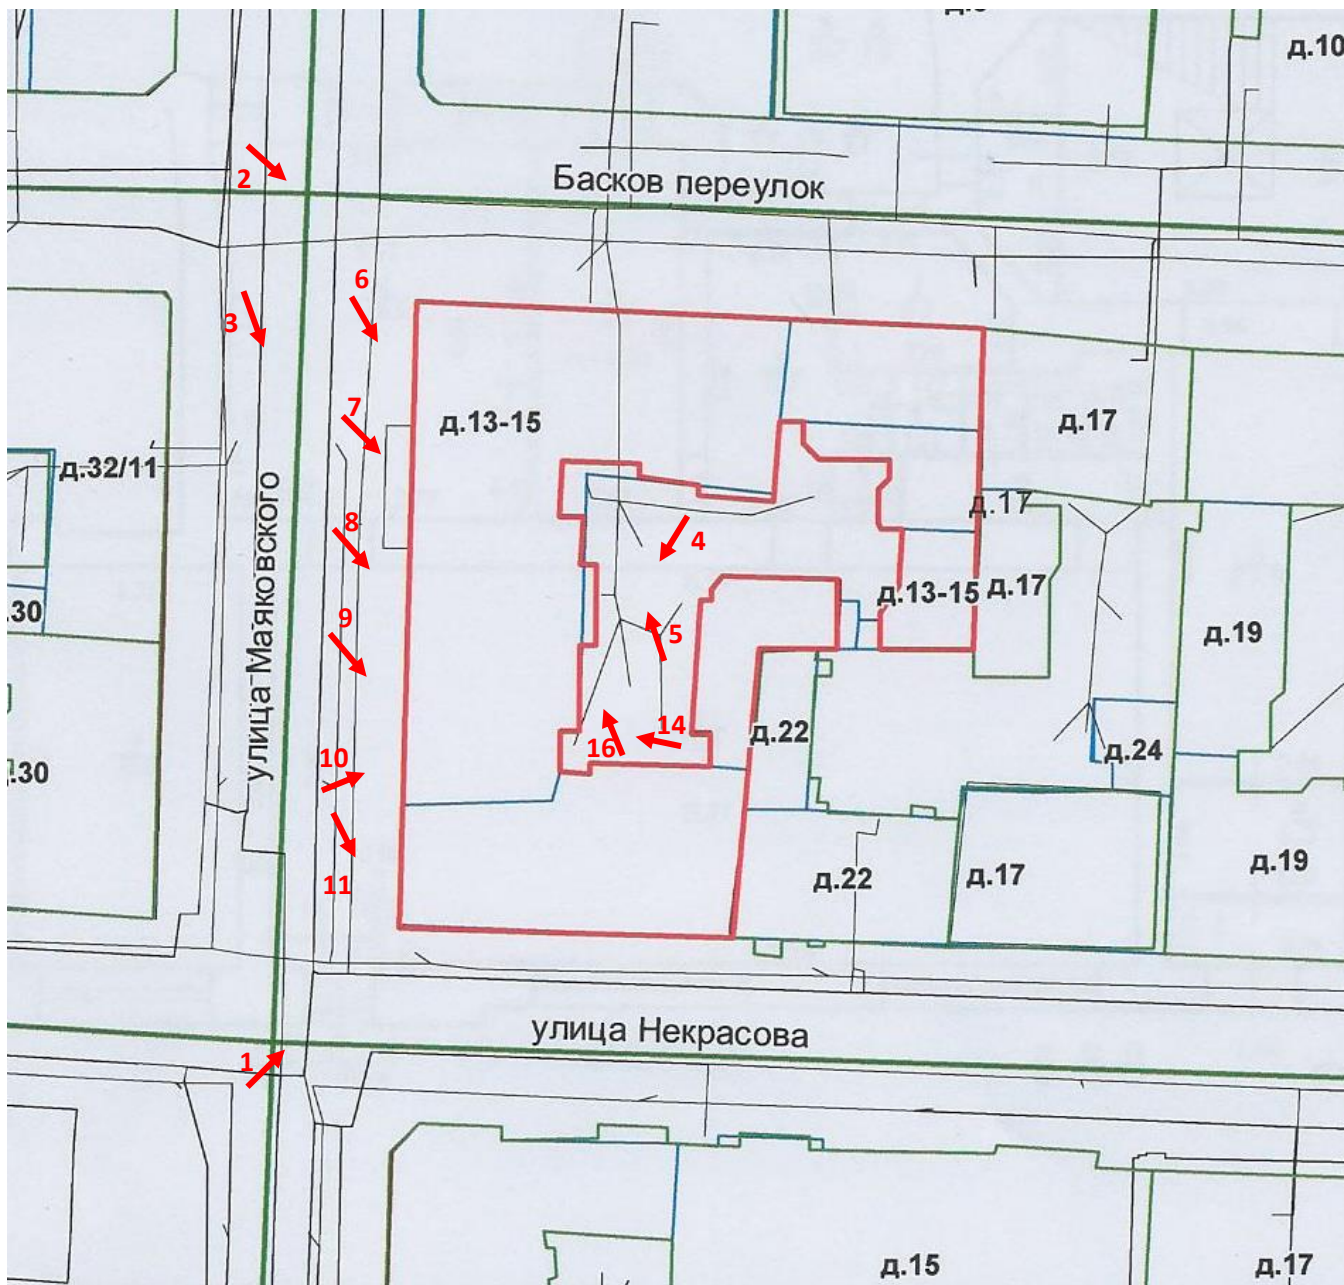 д.10
2
Басков переулок
6
3
7
д.13-15
д.17
д.32/11
д.17
8
4
улица Маяковского
д.13-15
д.17
.30
9
5
д.19
14
16
д.22
10
д.24
.30
д.22
д.17
д.19
11
улица Некрасова
1
д.15
д.17